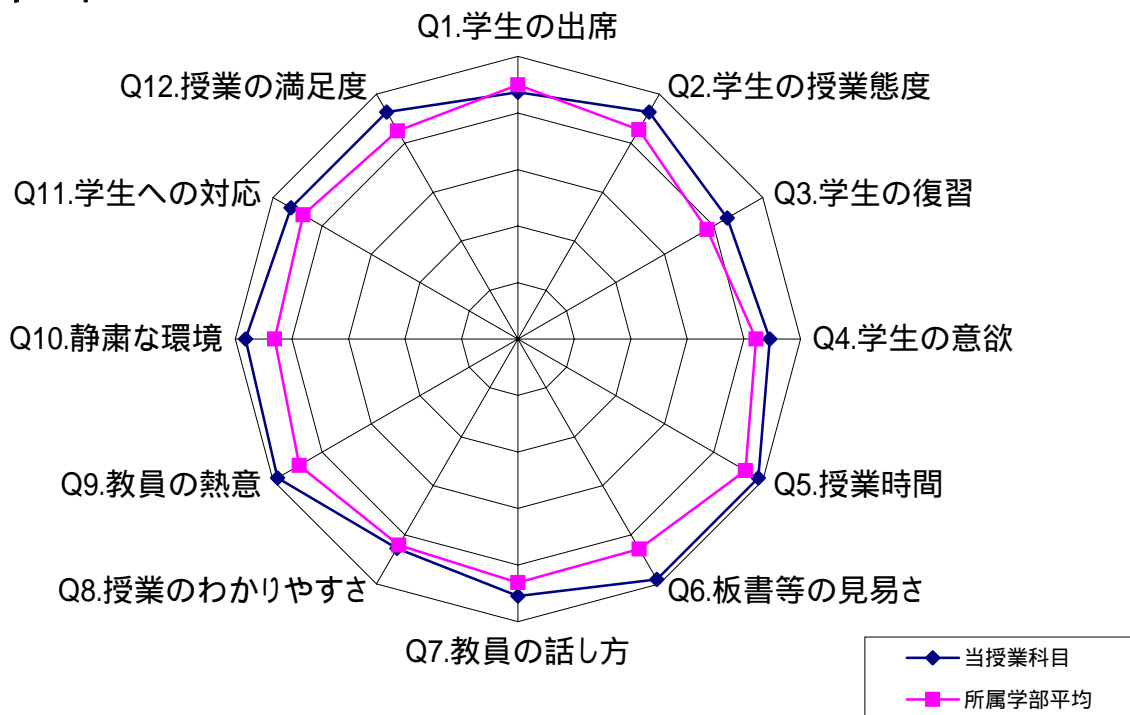 Q1.学生の出席
Q2.学生の授業態度
Q3.学生の復習
Q4.学生の意欲
Q5.授業時間
Q6.板書等の見易さ
Q7.教員の話し方
Q8.授業のわかりやすさ
Q9.教員の熱意
Q10.静粛な環境
Q11.学生への対応
Q12.授業の満足度
当授業科目
所属学部平均